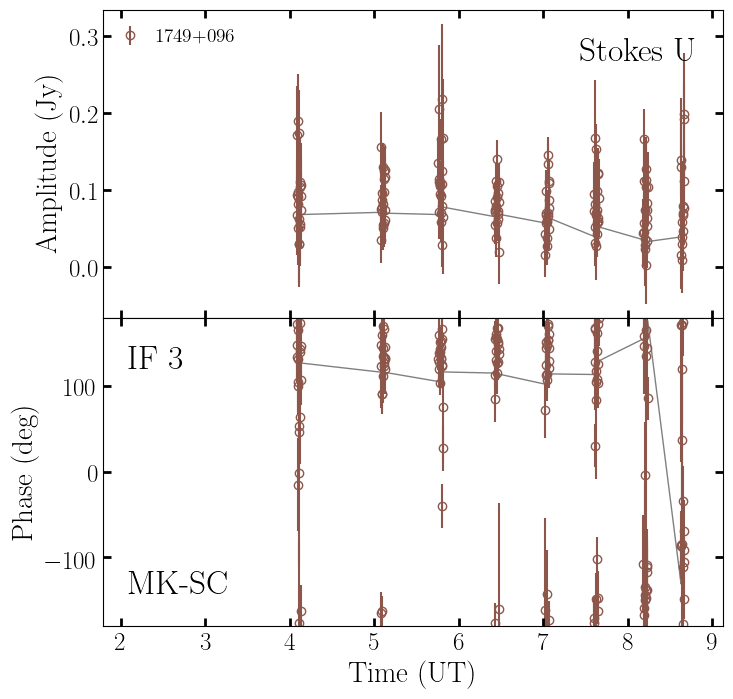 1749+096
Stokes U
Amplitude (Jy)
0.3
0.2
0.1
0.0
IF 3
MK-SC
Phase (deg)
100
0
−100
2 3 4 5 6 7 8 9
Time (UT)